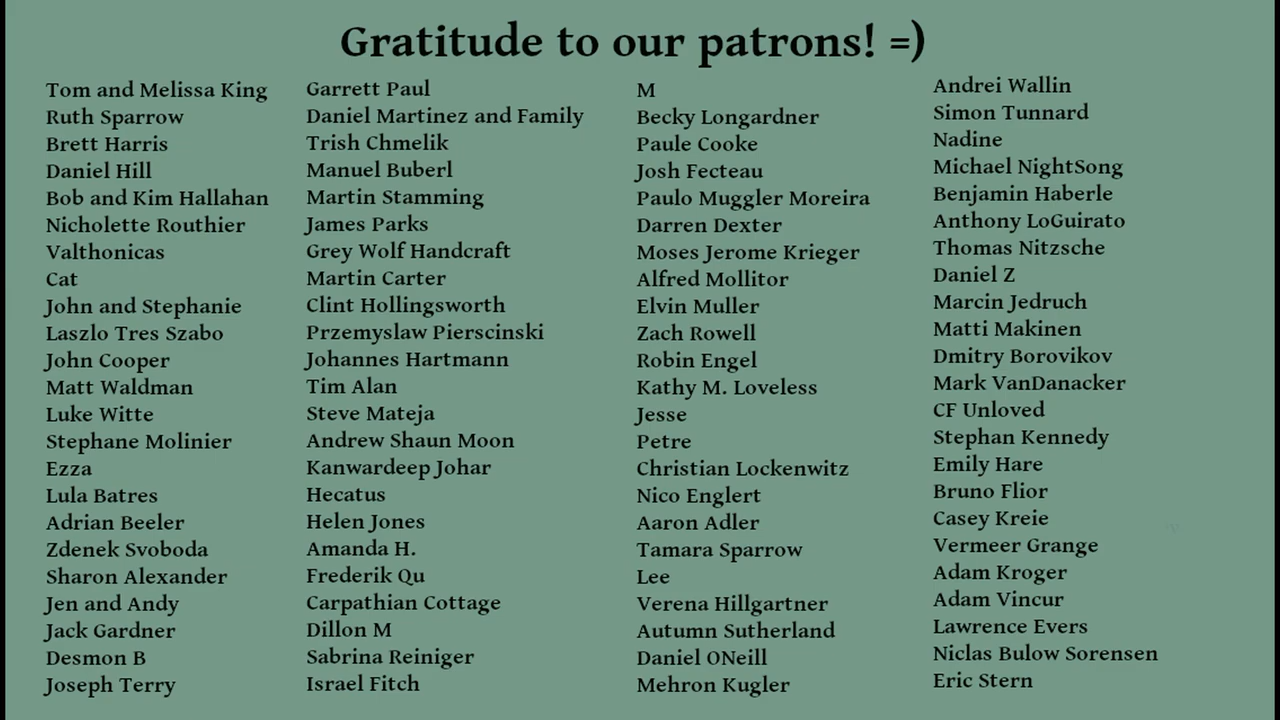 Gratitude to our patrons! =)
Tom and Melissa King
Ruth Sparrow
Brett Harris
Daniel Hill
Bob and Kim Hallahan
Nicholette Routhier
Valthonicas
Cat
John and Stephanie
Laszlo Tres Szabo
John Cooper
Matt Waldman
Luke Witte
Stephane Molinier
Ezza
Lula Batres
Adrian Beeler
Zdenek Svoboda
Sharon Alexander
Jen and Andy
Jack Gardner
Desmon B
Joseph Terry
Garrett Paul
Daniel Martinez and Family
Trish Chmelik
Manuel Buberl
Martin Stamming
James Parks
Grey Wolf Handcraft
Martin Carter
Clint Hollingsworth
Przemyslaw Pierscinski
Johannes Hartmann
Tim Alan
Steve Mateja
Andrew Shaun Moon
Kanwardeep Johar
Hecatus
Helen Jones
Amanda H.
Frederik Qu
Carpathian Cottage
Dillon M
Sabrina Reiniger
Israel Fitch
M
Becky Longardner
Paule Cooke
Josh Fecteau
Paulo Muggler Moreira
Darren Dexter
Moses Jerome Krieger
Alfred Mollitor
Elvin Muller
Zach Rowell
Robin Engel
Kathy M. Loveless
Jesse
Petre
Christian Lockenwitz
Nico Englert
Aaron Adler
Tamara Sparrow
Lee
Verena Hillgartner
Autumn Sutherland
Daniel ONeill
Mehron Kugler
Andrei Wallin
Simon Tunnard
Nadine
Michael NightSong
Benjamin Haberle
Anthony LoGuirato
Thomas Nitzsche
Daniel Z
Marcin Jedruch
Matti Makinen
Dmitry Borovikov
Mark VanDanacker
CF Unloved
Stephan Kennedy
Emily Hare
Bruno Flior
Casey Kreie
Vermeer Grange
Adam Kroger
Adam Vincur
Lawrence Evers
Niclas Bulow Sorensen
Eric Stern